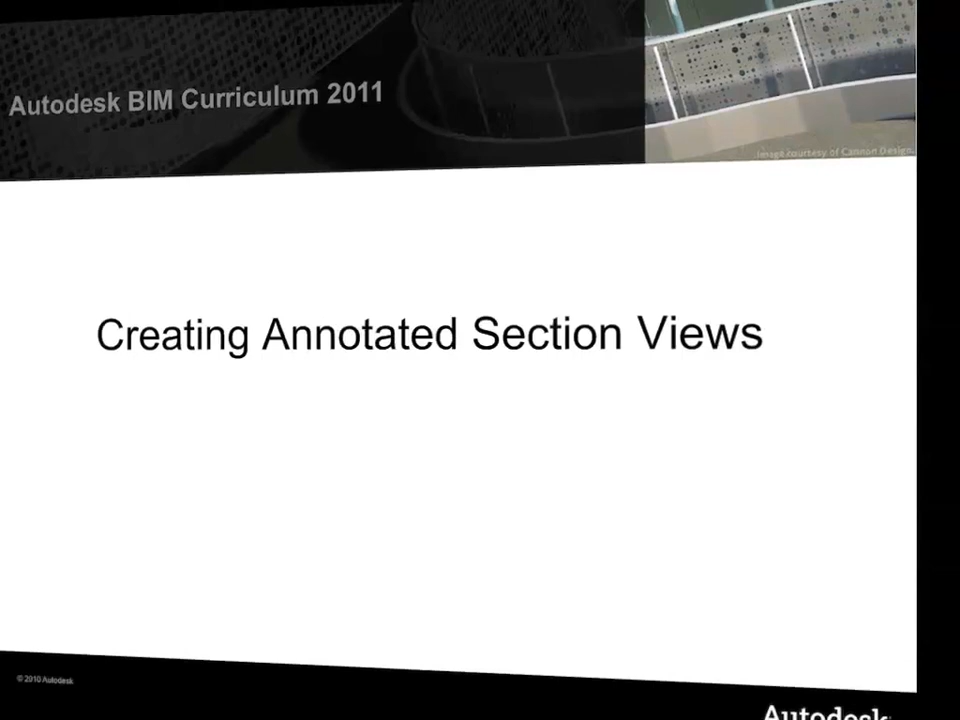 Autodesk BIM Curriculum 2011
Image courtesy of Cannon Design.
Creating Annotated Section Views
© 2010 Autodesk
Autodesk